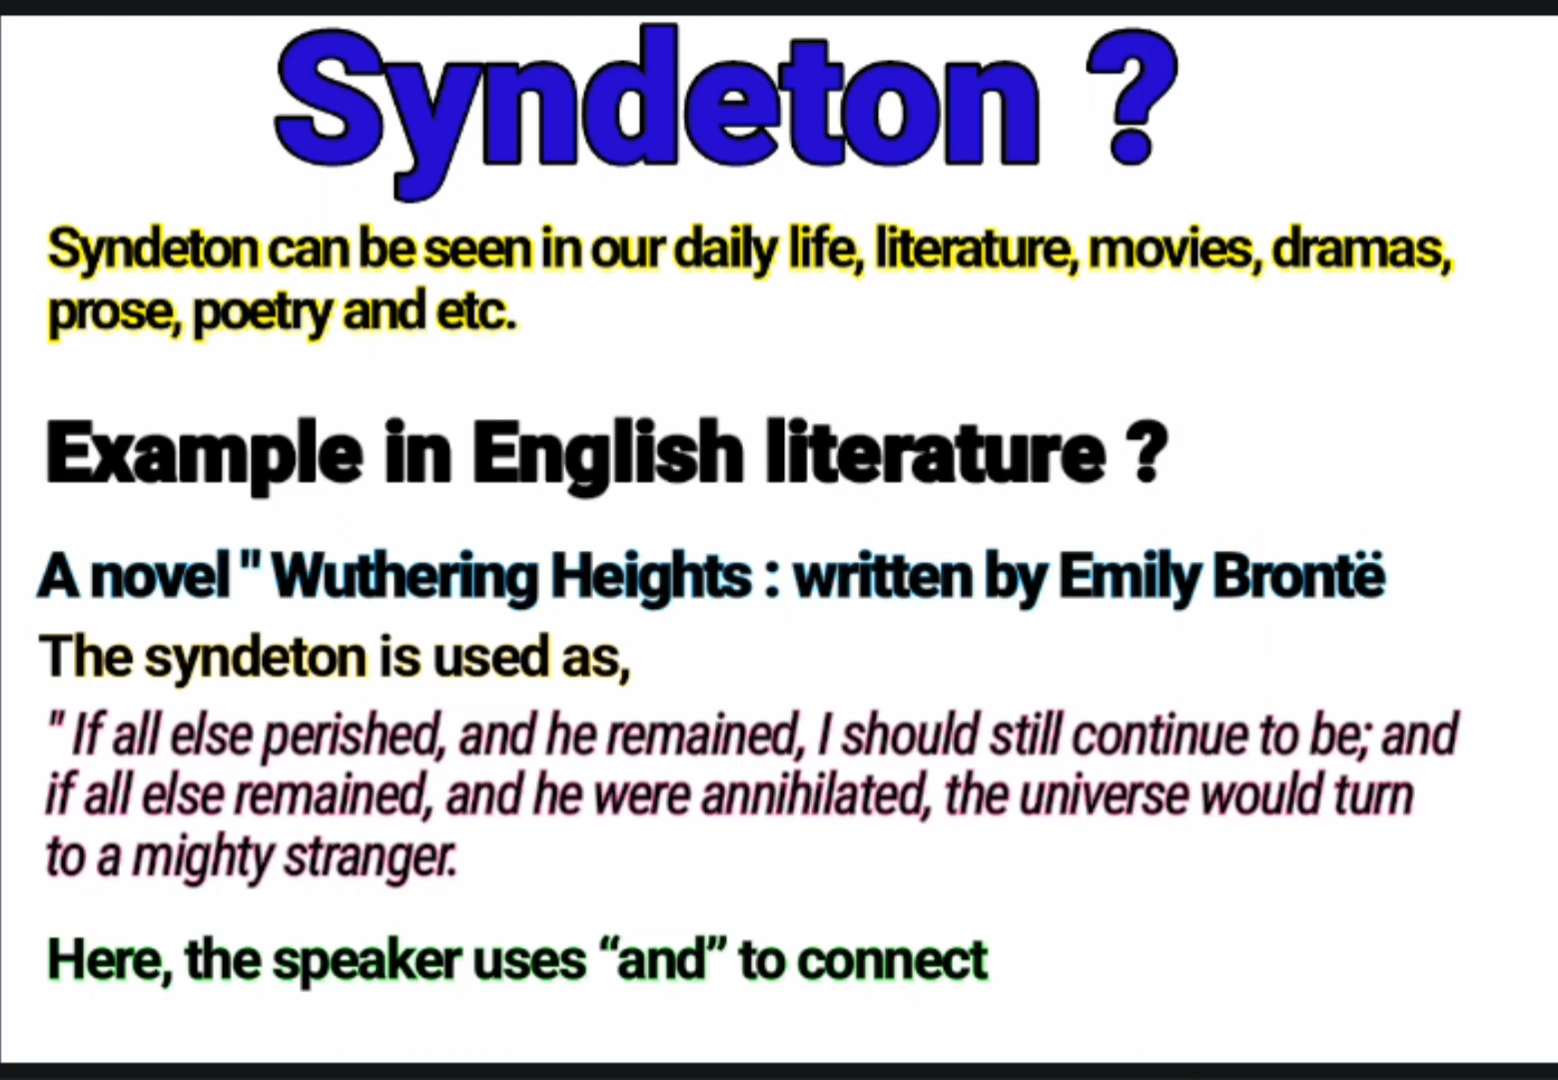 Syndeton ?
Syndeton can be seen in our daily life, literature, movies, dramas,
prose, poetry and etc.
Example in English literature ?
A novel " Wuthering Heights : written by Emily Brontë
The syndeton is used as,
" If all else perished, and he remained, I should still continue to be; and
if all else remained, and he were annihilated, the universe would turn
to a mighty stranger.
Here, the speaker uses “and” to connect